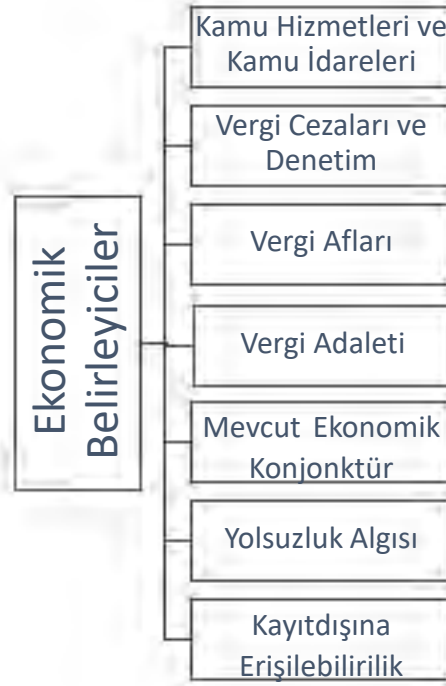 Ekonomik
Belirleyiciler
Kamu Hizmetleri ve
Kamu İdareleri
Vergi Cezaları ve
Denetim
Vergi Afları
Vergi Adaleti
Mevcut Ekonomik
Konjonktür
Yolsuzluk Algısı
Kayıtdışına
Erişilebilirilik